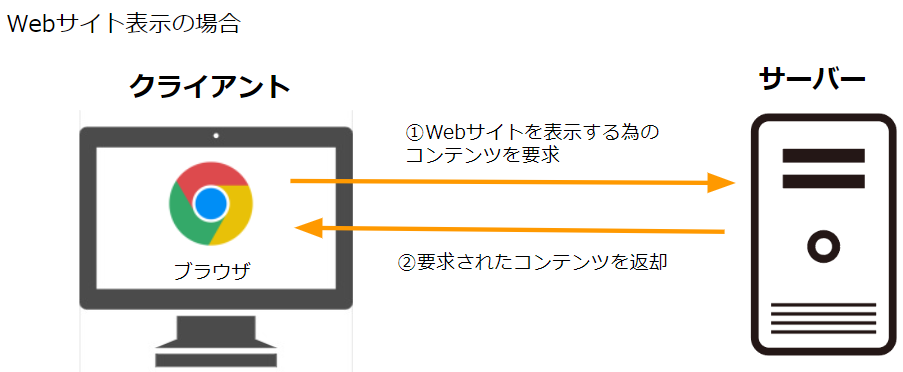 Webサイト表示の場合
クライアント
サーバー
①Webサイトを表示する為の
コンテンツを要求
ブラウザ
②要求されたコンテンツを返却